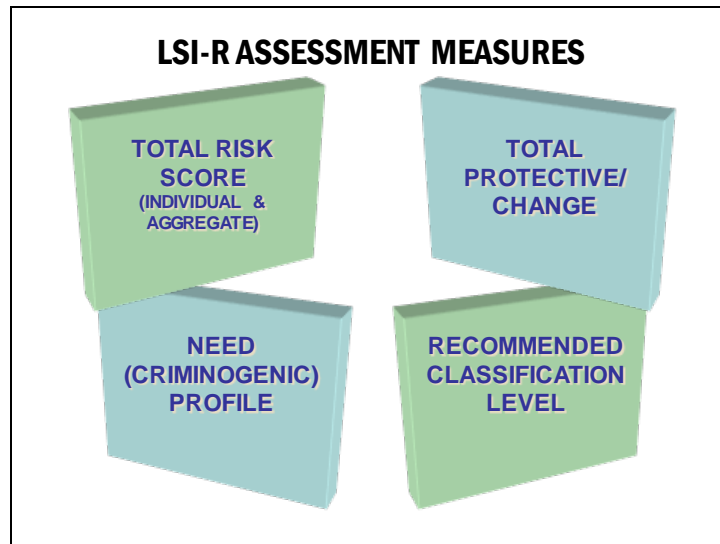 LSI-R ASSESSMENT MEASURES
TOTAL RISK
SCORE
(INDIVIDUAL &
AGGREGATE)
TOTAL
PROTECTIVE/
CHANGE
NEED
(CRIMINOGENIC)
PROFILE
RECOMMENDED
CLASSIFICATION
LEVEL